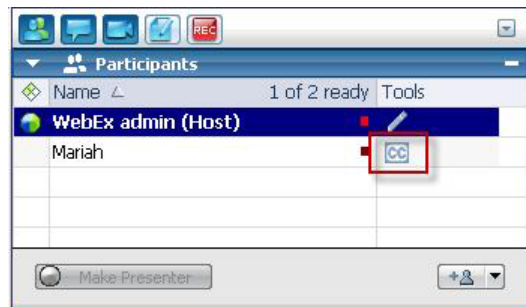 REC
Participants
Name 1 of 2 ready Tools
WebEx admin (Host)
Mariah CC
Make Presenter